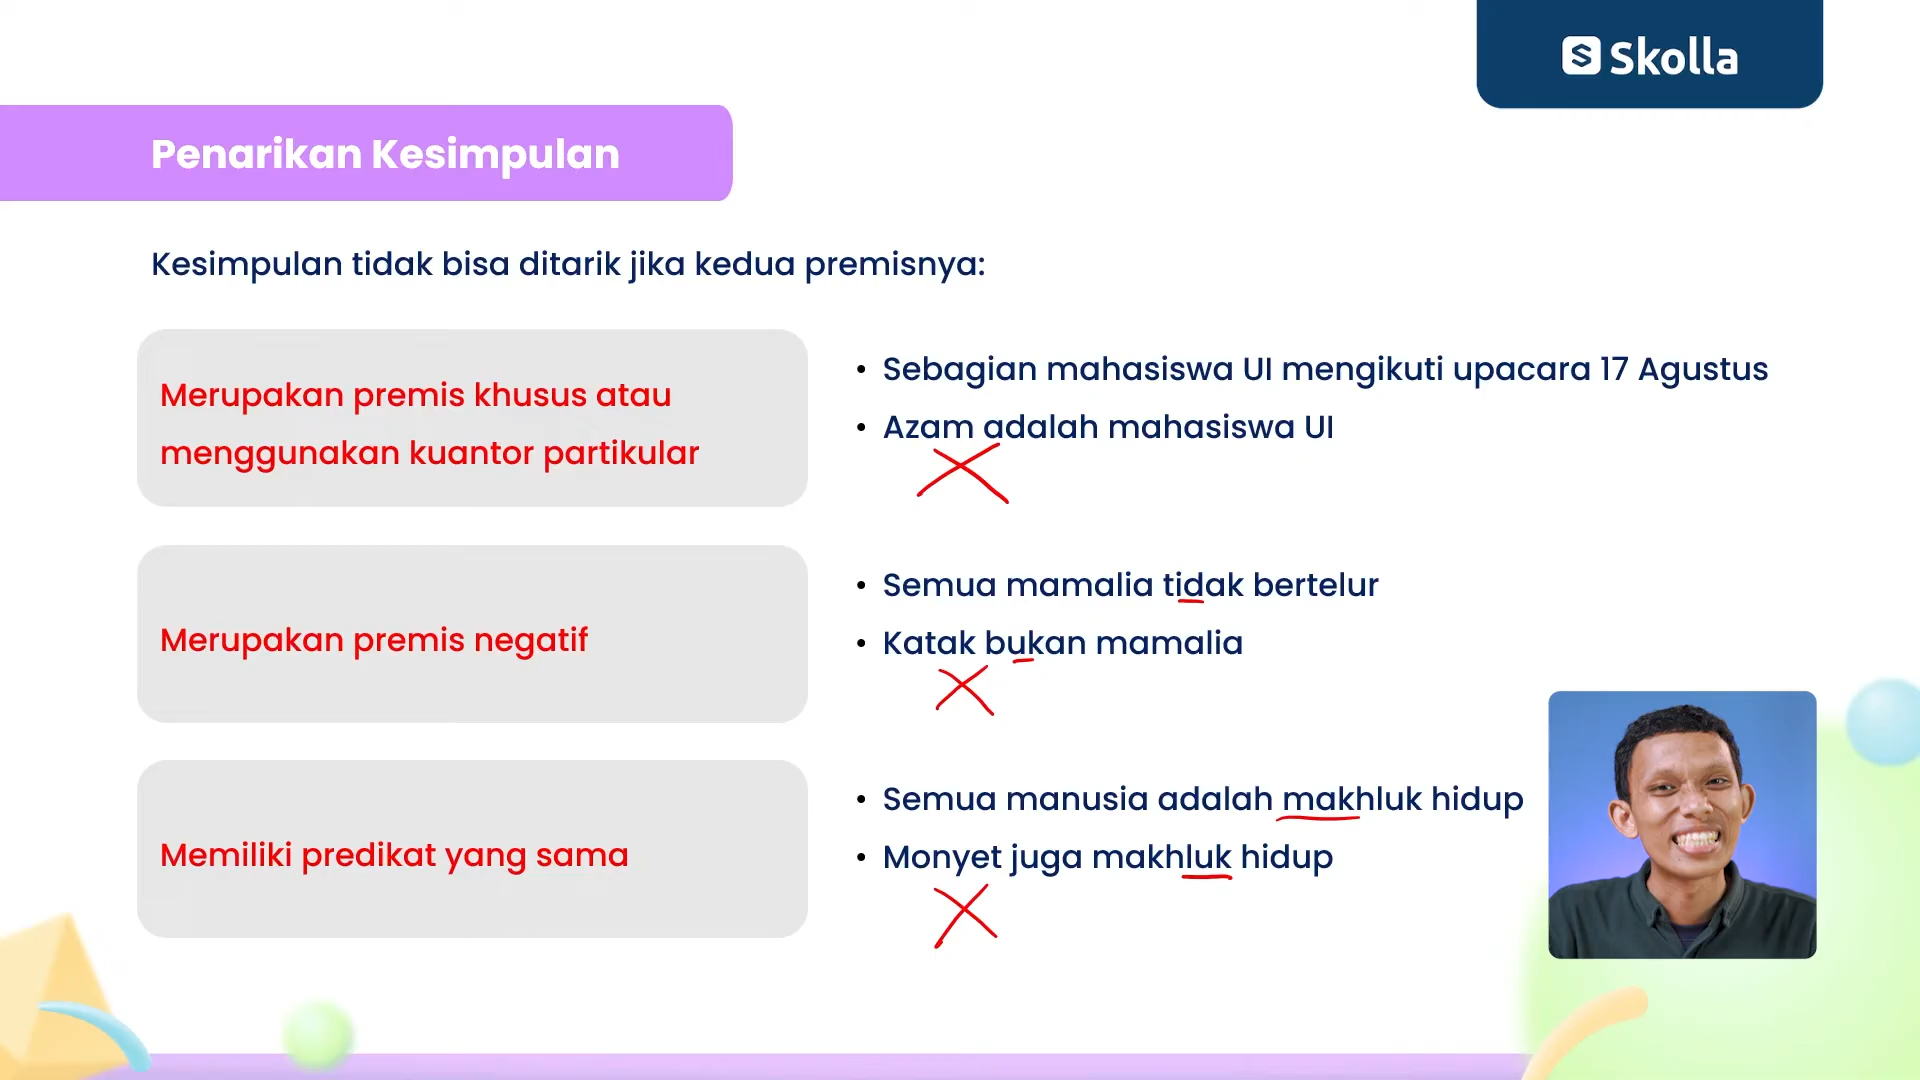 Skolla
Penarikan Kesimpulan
Kesimpulan tidak bisa ditarik jika kedua premisnya:
Merupakan premis khusus atau
menggunakan kuantor partikular
• Sebagian mahasiswa UI mengikuti upacara 17 Agustus
• Azam adalah mahasiswa UI
Merupakan premis negatif
• Semua mamalia tidak bertelur
• Katak bukan mamalia
Memiliki predikat yang sama
• Semua manusia adalah makhluk hidup
• Monyet juga makhluk hidup